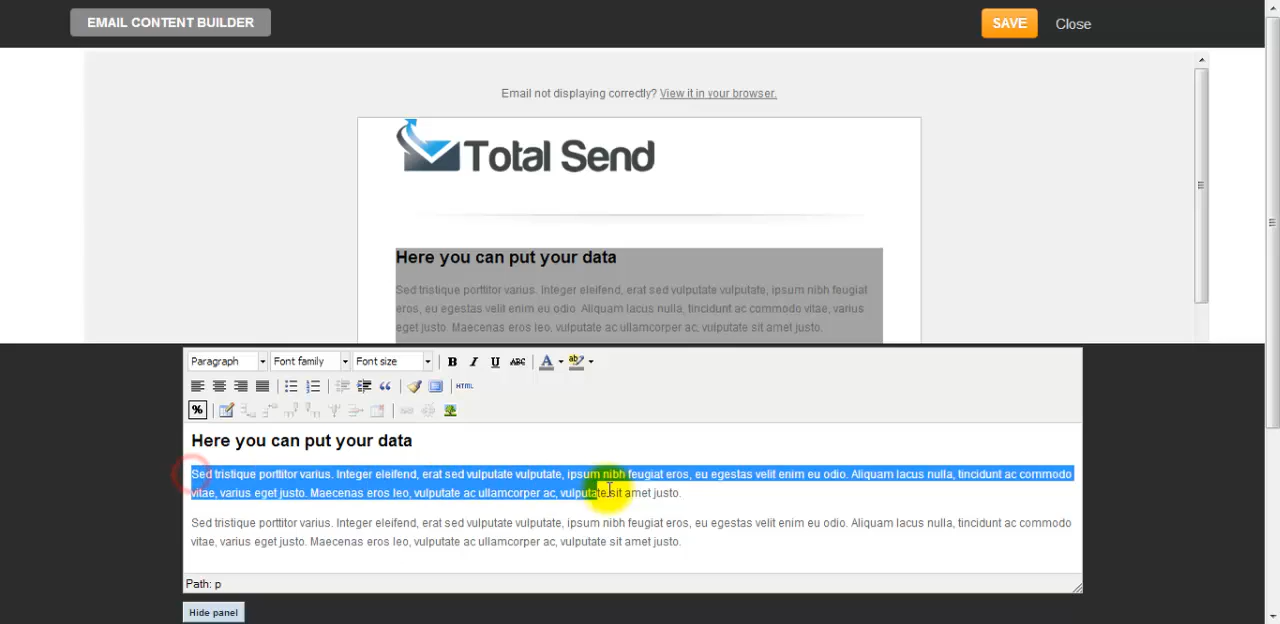 EMAIL CONTENT BUILDER
SAVE
Close
Email not displaying correctly? View it in your browser.
Total Send
Here you can put your data
Sed tristique porttitor varius. Integer eleifend, erat sed vulputate vulputate, ipsum nibh feugiat
eros, eu egestas velit enim eu odio. Aliquam lacus nulla, tincidunt ac commodo vitae, varius
eget justo. Maecenas eros leo, vulputate ac ullamcorper ac, vulputate sit amet justo.
Paragraph Font family Font size B I U ABC A ab
HTML
%
Here you can put your data
Sed tristique porttitor varius. Integer eleifend, erat sed vulputate vulputate, ipsum nibh feugiat eros, eu egestas velit enim eu odio. Aliquam lacus nulla, tincidunt ac commodo
vitae, varius eget justo. Maecenas eros leo, vulputate ac ullamcorper ac, vulputate sit amet justo.
Sed tristique porttitor varius. Integer eleifend, erat sed vulputate vulputate, ipsum nibh feugiat eros, eu egestas velit enim eu odio. Aliquam lacus nulla, tincidunt ac commodo
vitae, varius eget justo. Maecenas eros leo, vulputate ac ullamcorper ac, vulputate sit amet justo.
Path: p
Hide panel